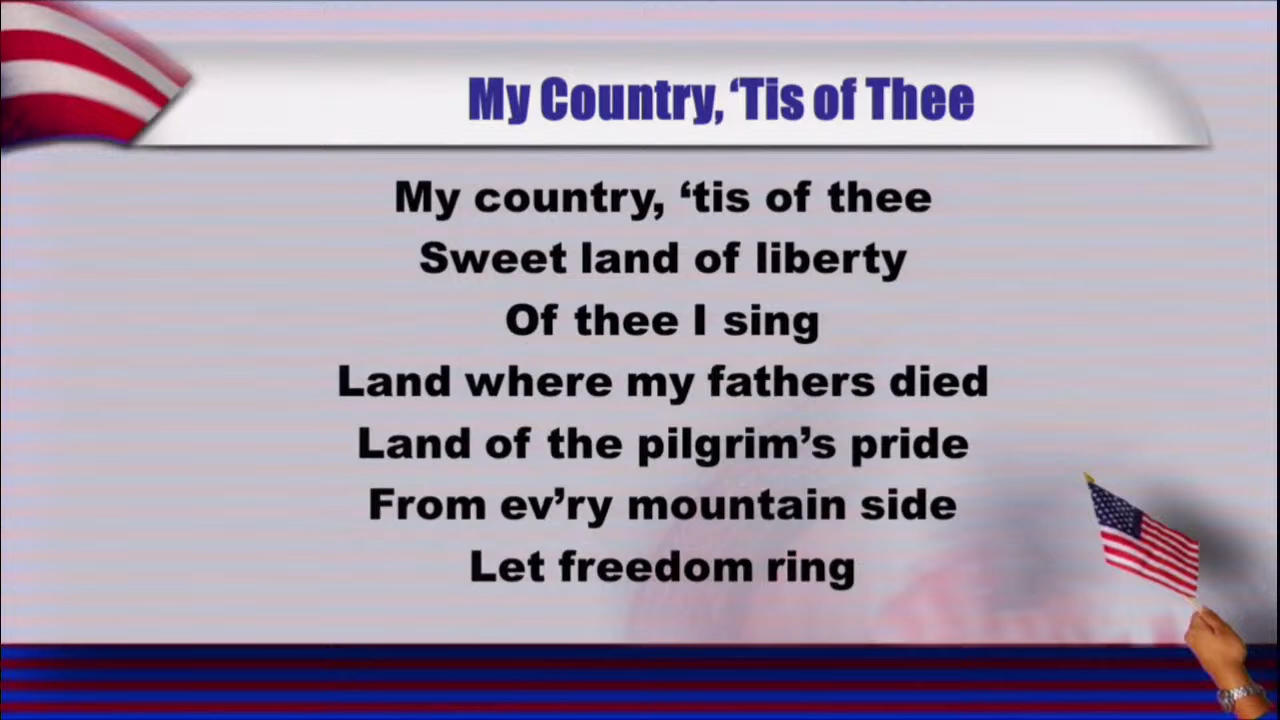 My Country, ‘Tis of Thee
My country, ‘tis of thee
Sweet land of liberty
Of thee I sing
Land where my fathers died
Land of the pilgrim’s pride
From ev’ry mountain side
Let freedom ring